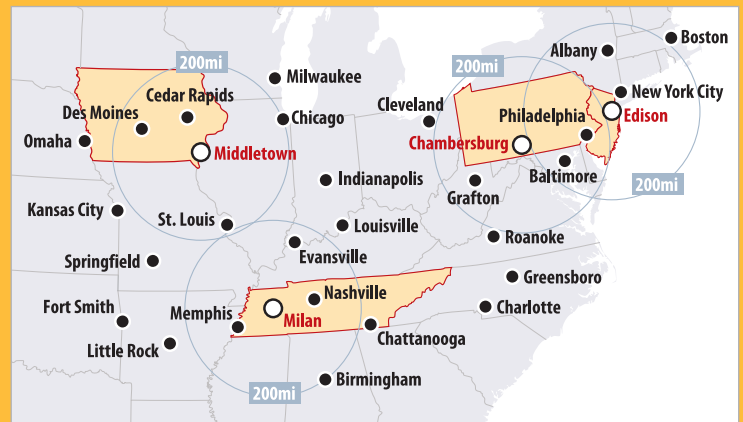 Boston
Albany
200mi
200mi
Milwaukee
Cedar Rapids
New York City
Des Moines
Cleveland
Philadelphia
Edison
Chicago
Omaha
Chambersburg
Middletown
Baltimore
Indianapolis
200mi
Grafton
Kansas City
St. Louis
Louisville
Roanoke
Evansville
Springfield
Greensboro
Nashville
Fort Smith
Memphis
Milan
Charlotte
Chattanooga
Little Rock
Birmingham
200mi